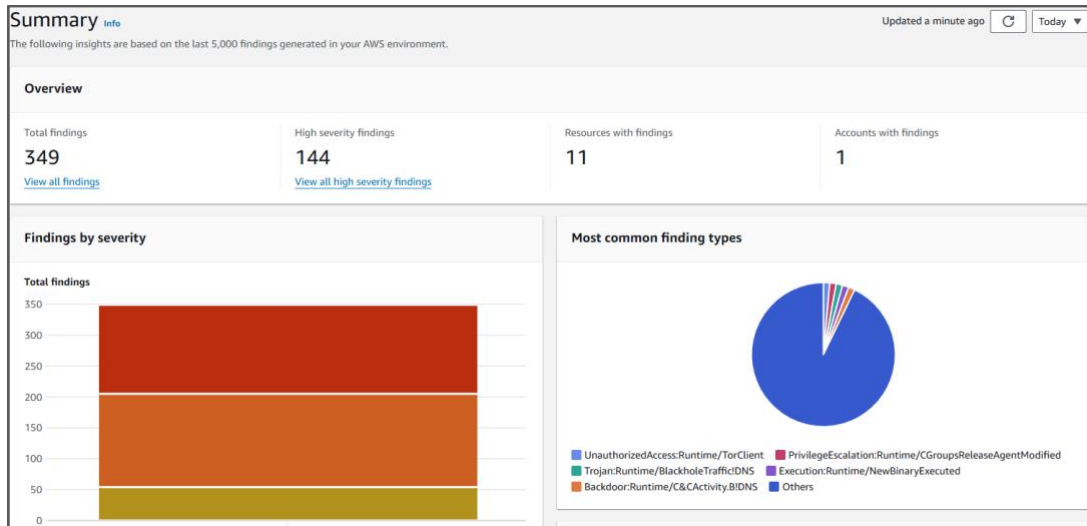 Summary Info
Updated a minute ago
Today
The following insights are based on the last 5,000 findings generated in your AWS environment.
Overview
Total findings
349
View all findings
High severity findings
144
View all high severity findings
Resources with findings
11
Accounts with findings
1
Findings by severity
Total findings
350
300
250
200
150
100
50
0
Most common finding types
UnauthorizedAccess:Runtime/TorClient
PrivilegeEscalation:Runtime/CGroupsReleaseAgentModified
Trojan:Runtime/BlackholeTraffic!DNS
Execution:Runtime/NewBinaryExecuted
Backdoor:Runtime/C&CActivity.B!DNS
Others